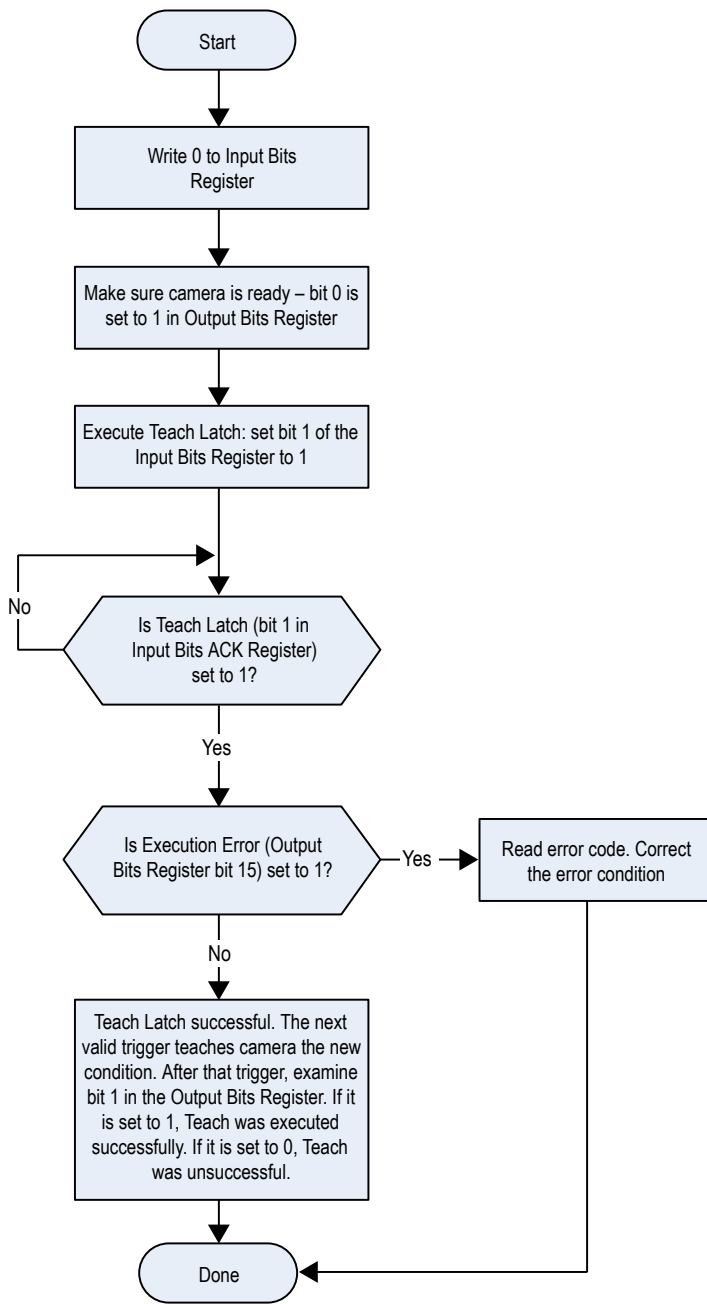 Start
Write 0 to Input Bits
Register
Make sure camera is ready – bit 0 is
set to 1 in Output Bits Register
Execute Teach Latch: set bit 1 of the
Input Bits Register to 1
No
Is Teach Latch (bit 1 in
Input Bits ACK Register)
set to 1?
Yes
Is Execution Error (Output
Bits Register bit 15) set to 1?
Yes
Read error code. Correct
the error condition
No
Teach Latch successful. The next
valid trigger teaches camera the new
condition. After that trigger, examine
bit 1 in the Output Bits Register. If it
is set to 1, Teach was executed
successfully. If it is set to 0, Teach
was unsuccessful.
Done